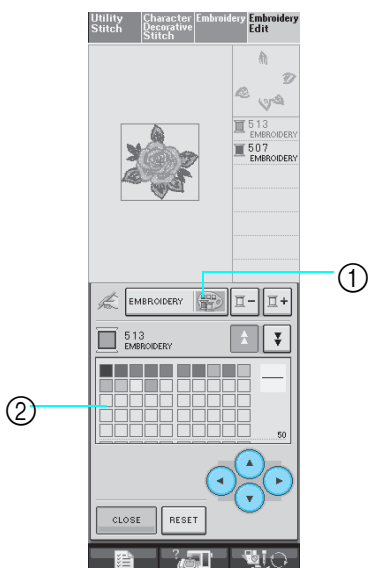 Utility Stitch
Character Decorative Stitch
Embroidery
Embroidery Edit
513
EMBROIDERY
507
EMBROIDERY
①
EMBROIDERY
− +
513
EMBROIDERY
②
50
CLOSE RESET
?